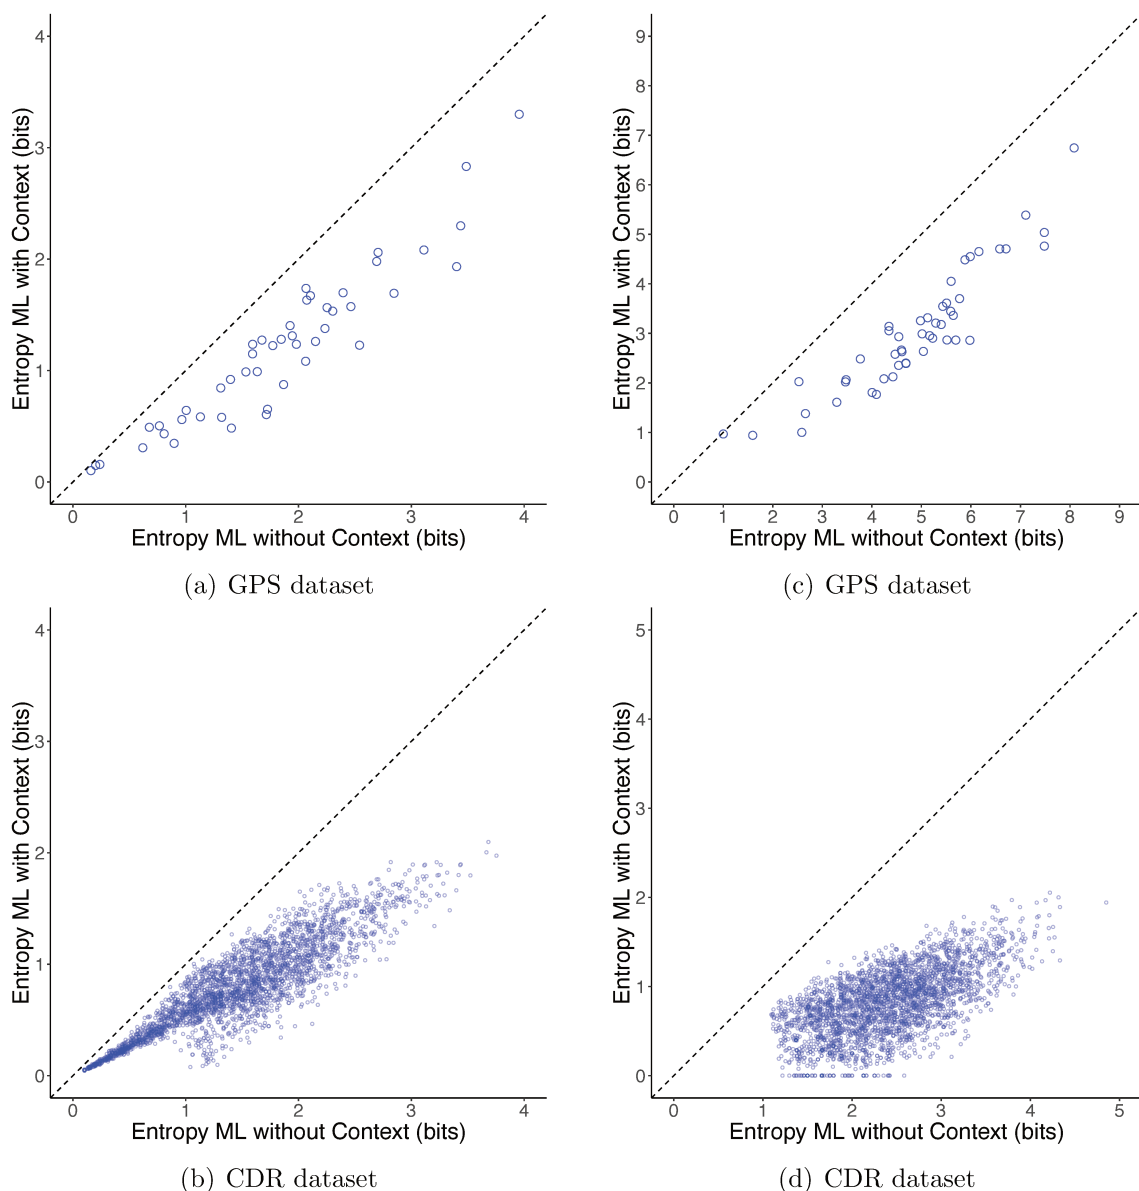 4
3
2
1
0
Entropy ML with Context (bits)
0 1 2 3 4
Entropy ML without Context (bits)
(a) GPS dataset
9
8
7
6
5
4
3
2
1
0
Entropy ML with Context (bits)
0 1 2 3 4 5 6 7 8 9
Entropy ML without Context (bits)
(c) GPS dataset
4
3
2
1
0
Entropy ML with Context (bits)
0 1 2 3 4
Entropy ML without Context (bits)
(b) CDR dataset
5
4
3
2
1
0
Entropy ML with Context (bits)
0 1 2 3 4 5
Entropy ML without Context (bits)
(d) CDR dataset